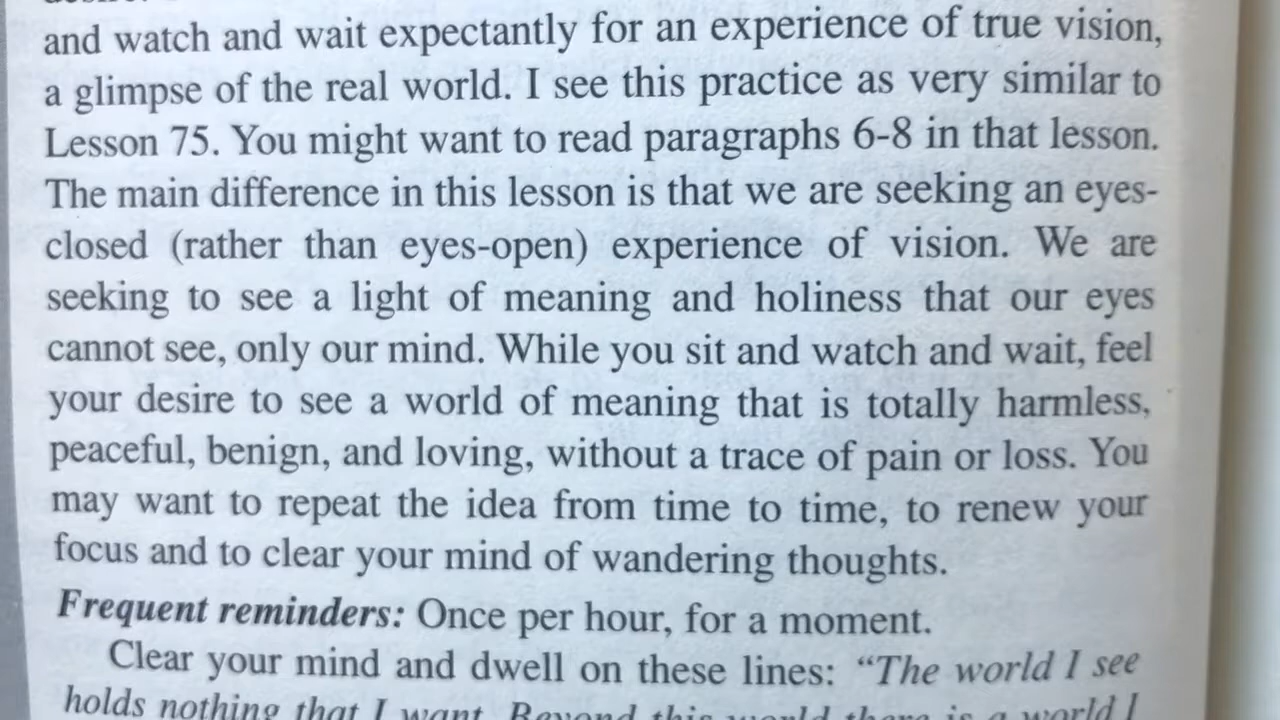 and watch and wait expectantly for an experience of true vision,
a glimpse of the real world. I see this practice as very similar to
Lesson 75. You might want to read paragraphs 6-8 in that lesson.
The main difference in this lesson is that we are seeking an eyes-
closed (rather than eyes-open) experience of vision. We are
seeking to see a light of meaning and holiness that our eyes
cannot see, only our mind. While you sit and watch and wait, feel
your desire to see a world of meaning that is totally harmless,
peaceful, benign, and loving, without a trace of pain or loss. You
may want to repeat the idea from time to time, to renew your
focus and to clear your mind of wandering thoughts.
Frequent reminders: Once per hour, for a moment.
Clear your mind and dwell on these lines: “The world I see
holds nothing that I want. Beyond this world there is a world I